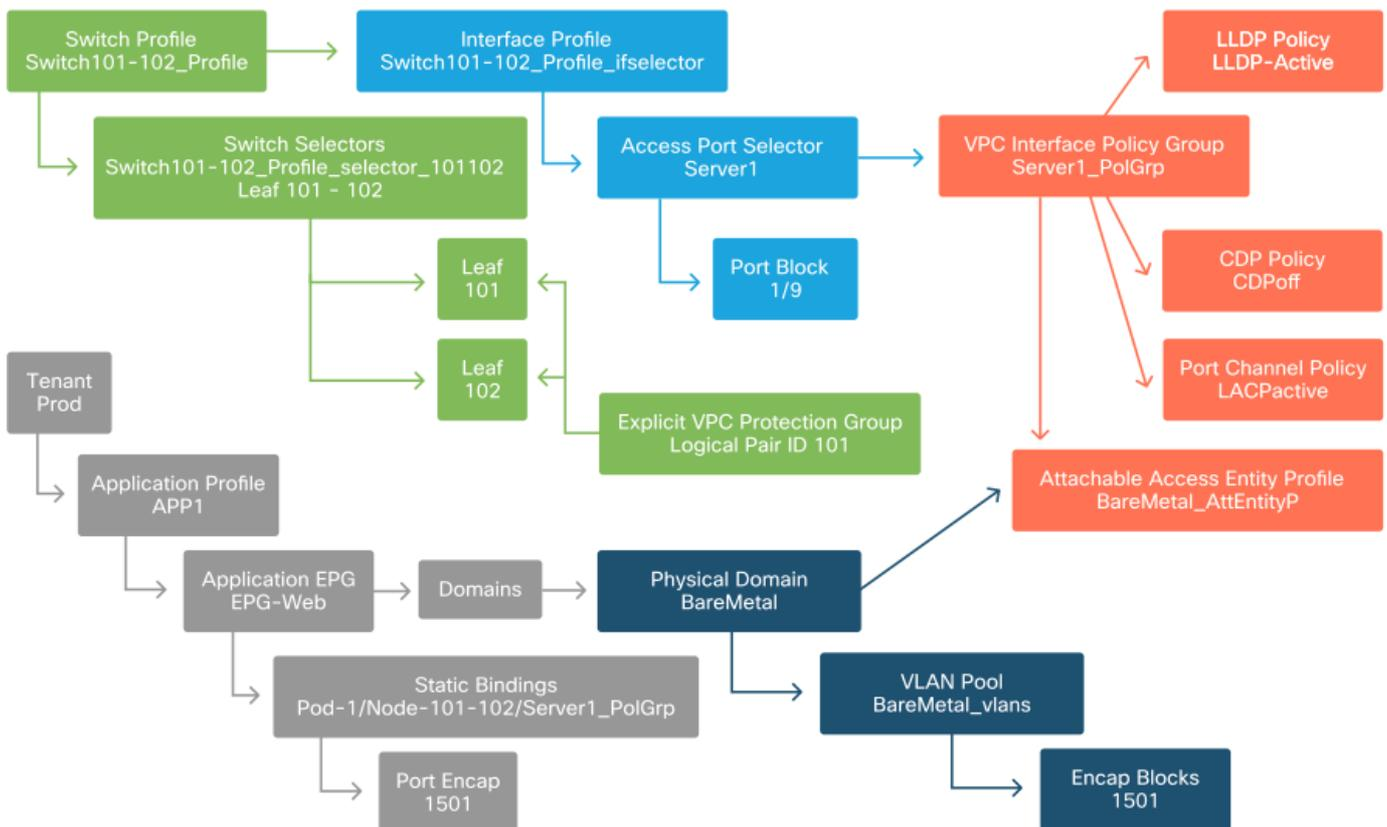 Switch Profile
Switch101-102_Profile
Interface Profile
Switch101-102_Profile_ifselector
LLDP Policy
LLDP-Active
Switch Selectors
Switch101-102_Profile_selector_101102
Leaf 101 - 102
Access Port Selector
Server1
VPC Interface Policy Group
Server1_PolGrp
Leaf
101
Port Block
1/9
CDP Policy
CDPoff
Leaf
102
Port Channel Policy
LACPactive
Tenant
Prod
Explicit VPC Protection Group
Logical Pair ID 101
Application Profile
APP1
Attachable Access Entity Profile
BareMetal_AttEntityP
Application EPG
EPG-Web
Domains
Physical Domain
BareMetal
Static Bindings
Pod-1/Node-101-102/Server1_PolGrp
VLAN Pool
BareMetal_vlans
Port Encap
1501
Encap Blocks
1501